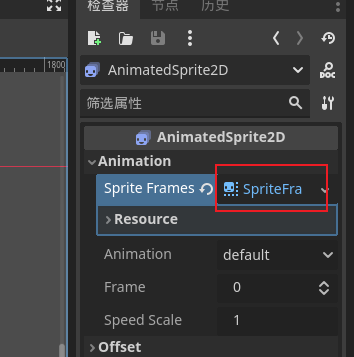 检查器 节点 历史
1800
AnimatedSprite2D
DOC
筛选属性
AnimatedSprite2D
Animation
Sprite Frames SpriteFra
Resource
Animation default
Frame 0
Speed Scale 1
Offset